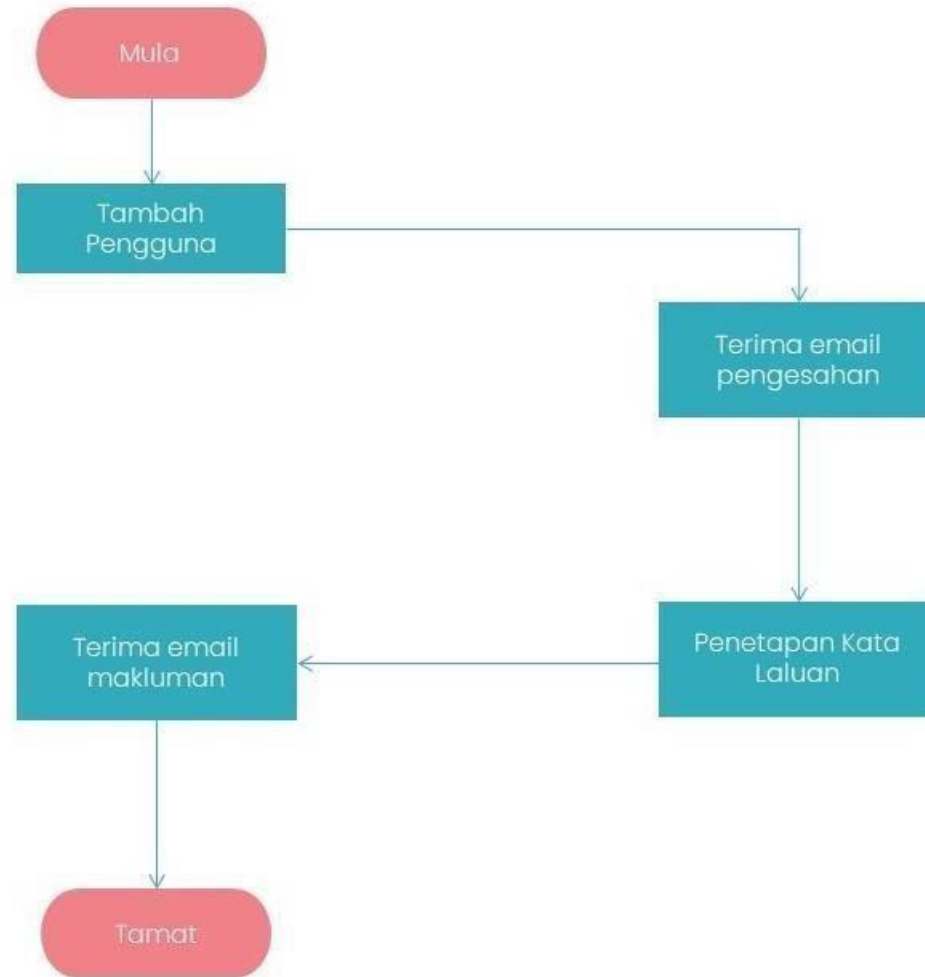 Mula
Tambah
Pengguna
Terima email
pengesahan
Penetapan Kata
Laluan
Terima email
makluman
Tamat